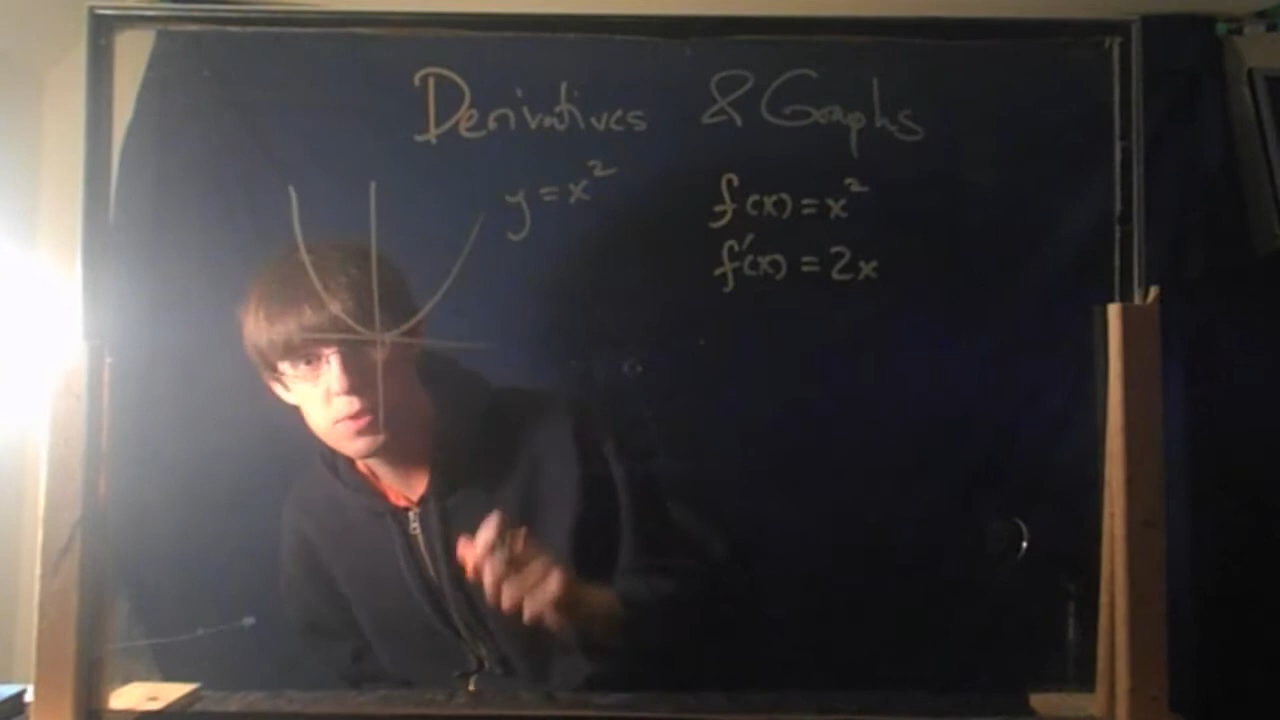 Derivatives & Graphs
y = x²
f(x) = x²
f'(x) = 2x